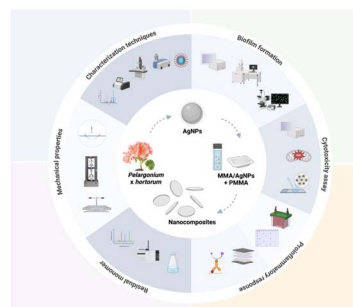 Characterization techniques
Biofilm formation
Cytotoxicity assay
Proinflammatory response
Residual monomer
Mechanical properties
AgNPs
Pelargonium
x hortorum
MMA/AgNPs
+ PMMA
Nanocomposites